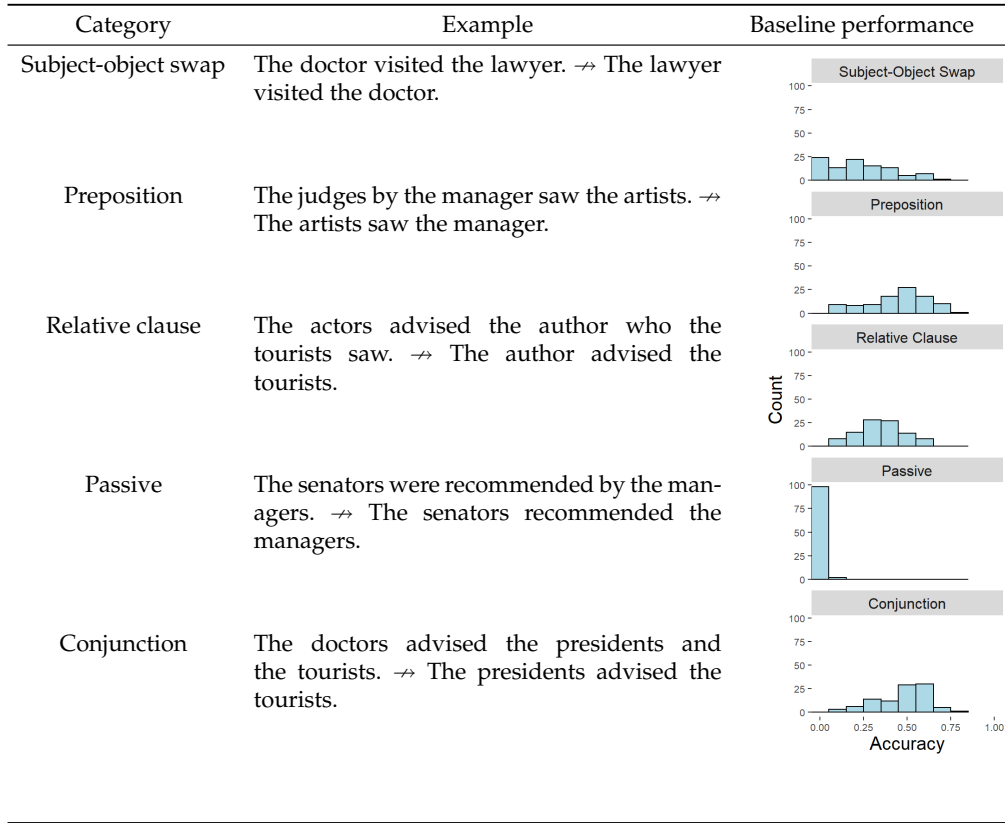 Category Example Baseline performance
Subject-object swap The doctor visited the lawyer. ↛ The lawyer
visited the doctor.
Subject-Object Swap
100
75
50
25
0
Preposition The judges by the manager saw the artists. ↛
The artists saw the manager.
Preposition
100
75
50
25
0
Relative clause The actors advised the author who the
tourists saw. ↛ The author advised the
tourists.
Relative Clause
100
75
50
25
0
Count
Passive The senators were recommended by the man-
agers. ↛ The senators recommended the
managers.
Passive
100
75
50
25
0
Conjunction The doctors advised the presidents and
the tourists. ↛ The presidents advised the
tourists.
Conjunction
100
75
50
25
0
0.00 0.25 0.50 0.75 1.00
Accuracy